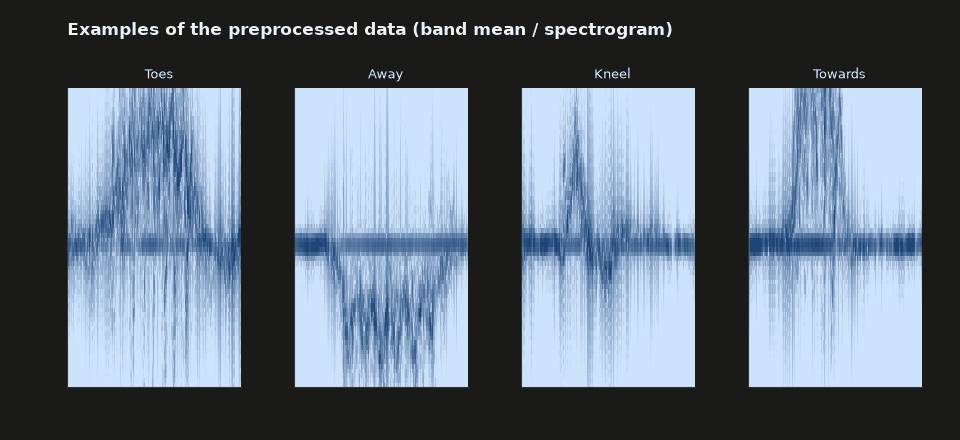 Examples of the preprocessed data (band mean / spectrogram)
Toes
Away
Kneel
Towards